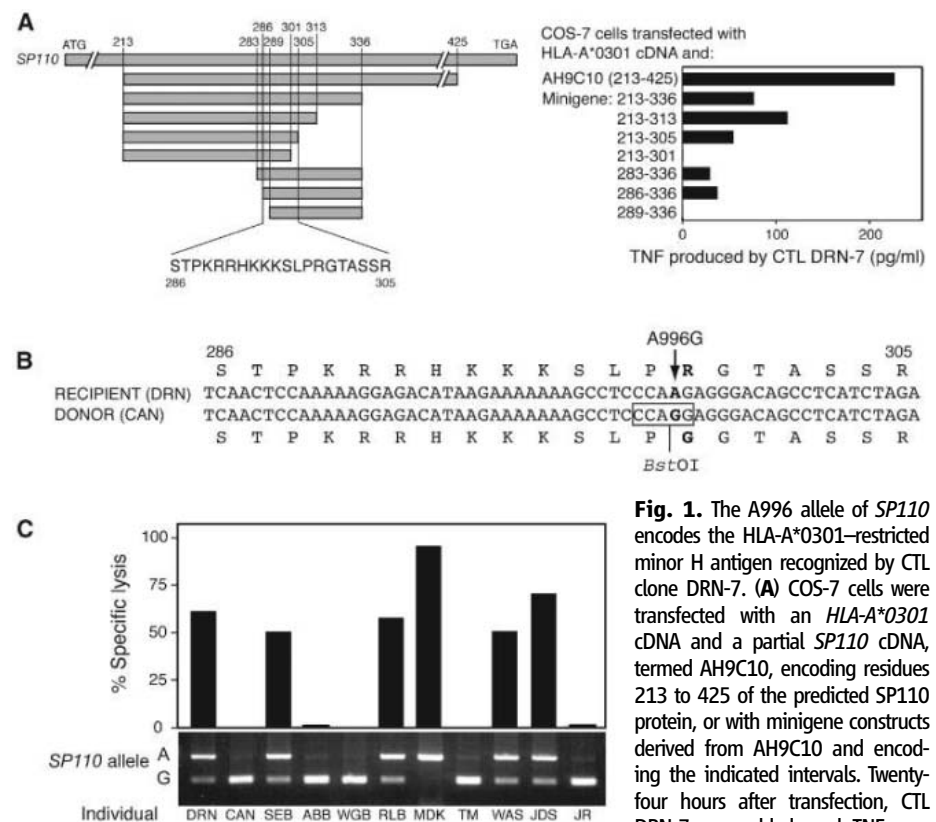 A
286 301 313
ATG 213 283 289 305 336 425 TGA
SP110
STPKRRHKKKSLPRGTASSR
286 305
COS-7 cells transfected with
HLA-A*0301 cDNA and:
AH9C10 (213-425)
Minigene: 213-336
213-313
213-305
213-301
283-336
286-336
289-336
0 100 200
TNF produced by CTL DRN-7 (pg/ml)
B
A996G
286 305
S T P K R R H K K K S L P R G T A S S R
RECIPIENT (DRN) TCAACTCCAAAAAGGAGACATAAGAAAAAAAGCCTCCCAAGAGGGACAGCCTCATCTAGA
DONOR (CAN) TCAACTCCAAAAAGGAGACATAAGAAAAAAAGCCTCCCAGGAGGGACAGCCTCATCTAGA
S T P K R R H K K K S L P G G T A S S R
BstOI
C
% Specific lysis
100
75
50
25
0
SP110 allele A
G
Individual DRN CAN SEB ABB WGB RLB MDK TM WAS JDS JR
Fig. 1. The A996 allele of SP110
encodes the HLA-A*0301–restricted
minor H antigen recognized by CTL
clone DRN-7. (A) COS-7 cells were
transfected with an HLA-A*0301
cDNA and a partial SP110 cDNA,
termed AH9C10, encoding residues
213 to 425 of the predicted SP110
protein, or with minigene constructs
derived from AH9C10 and encod-
ing the indicated intervals. Twenty-
four hours after transfection, CTL